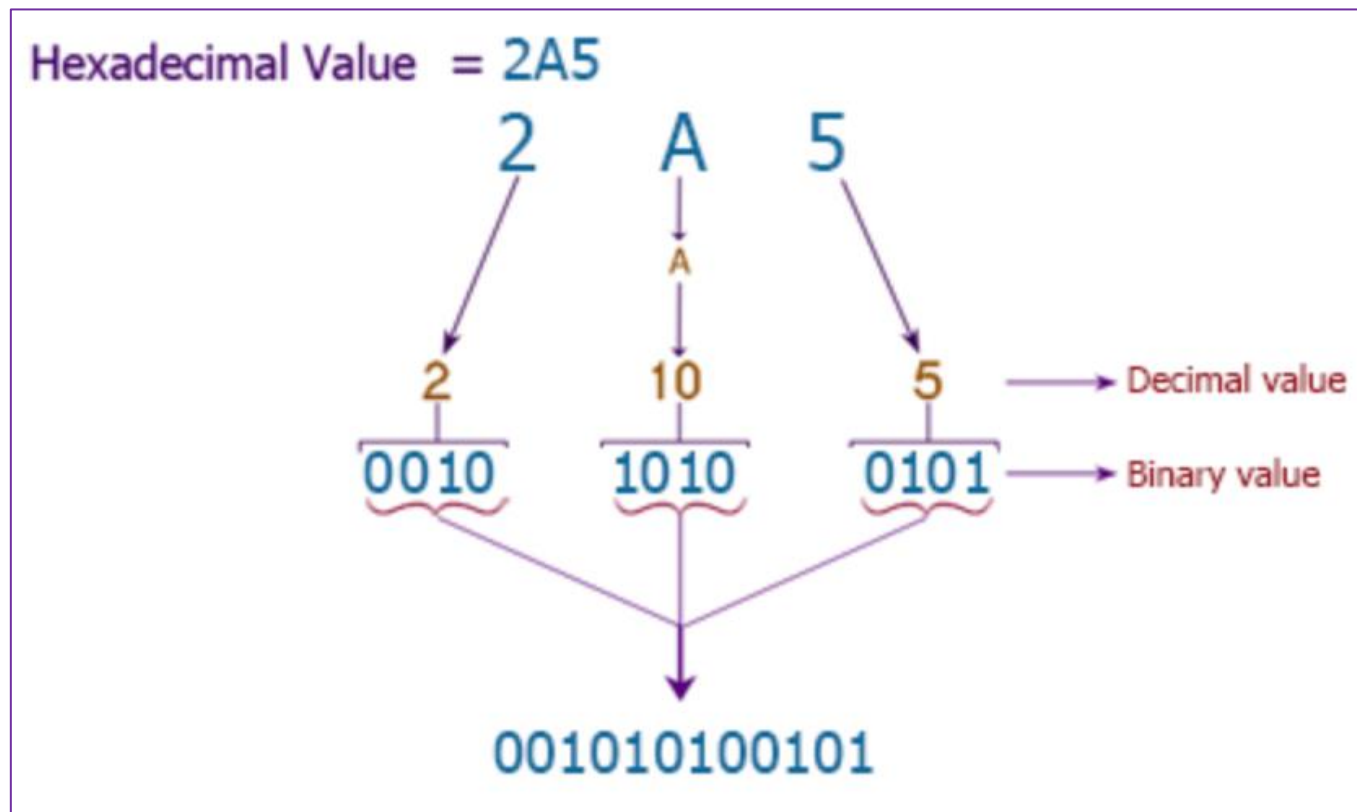 Hexadecimal Value = 2A5
2 A 5
A
2 10 5 Decimal value
0010 1010 0101 Binary value
001010100101